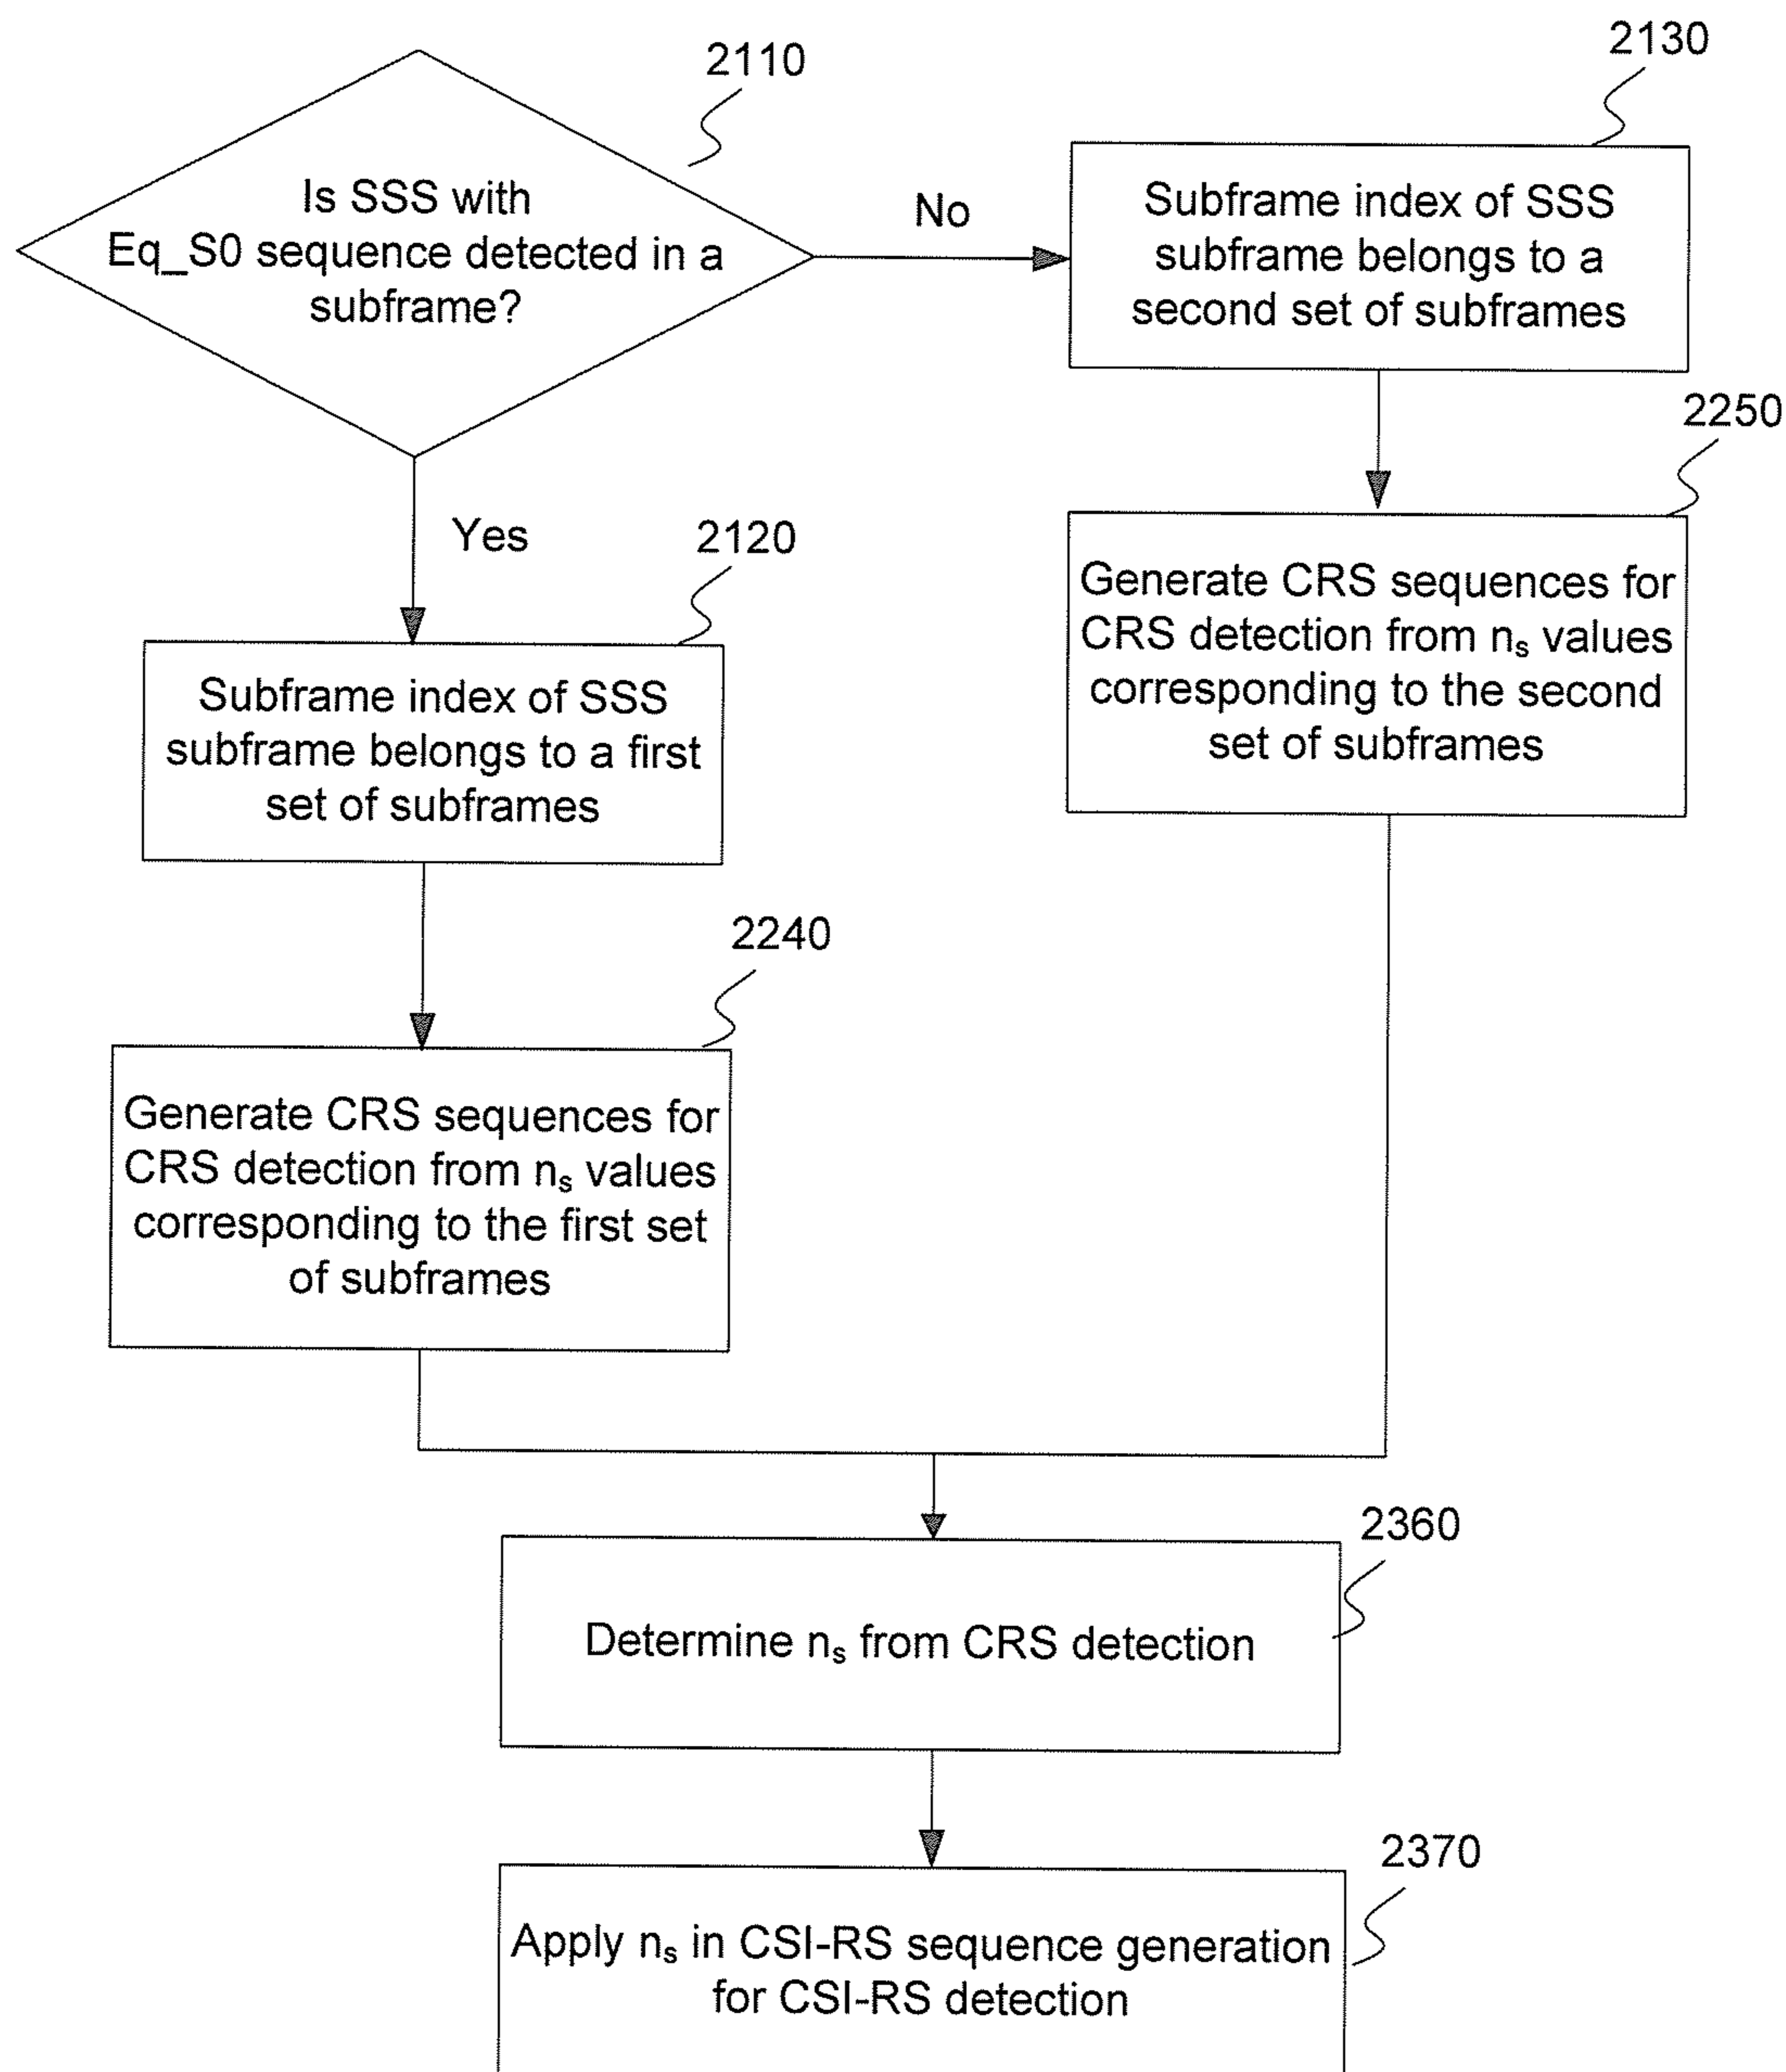 2110
Is SSS with
Eq_S0 sequence detected in a
subframe?
No
2130
Subframe index of SSS
subframe belongs to a
second set of subframes
2250
Generate CRS sequences for
CRS detection from nₛ values
corresponding to the second
set of subframes
Yes
2120
Subframe index of SSS
subframe belongs to a first
set of subframes
2240
Generate CRS sequences for
CRS detection from nₛ values
corresponding to the first set
of subframes
2360
Determine nₛ from CRS detection
2370
Apply nₛ in CSI-RS sequence generation
for CSI-RS detection